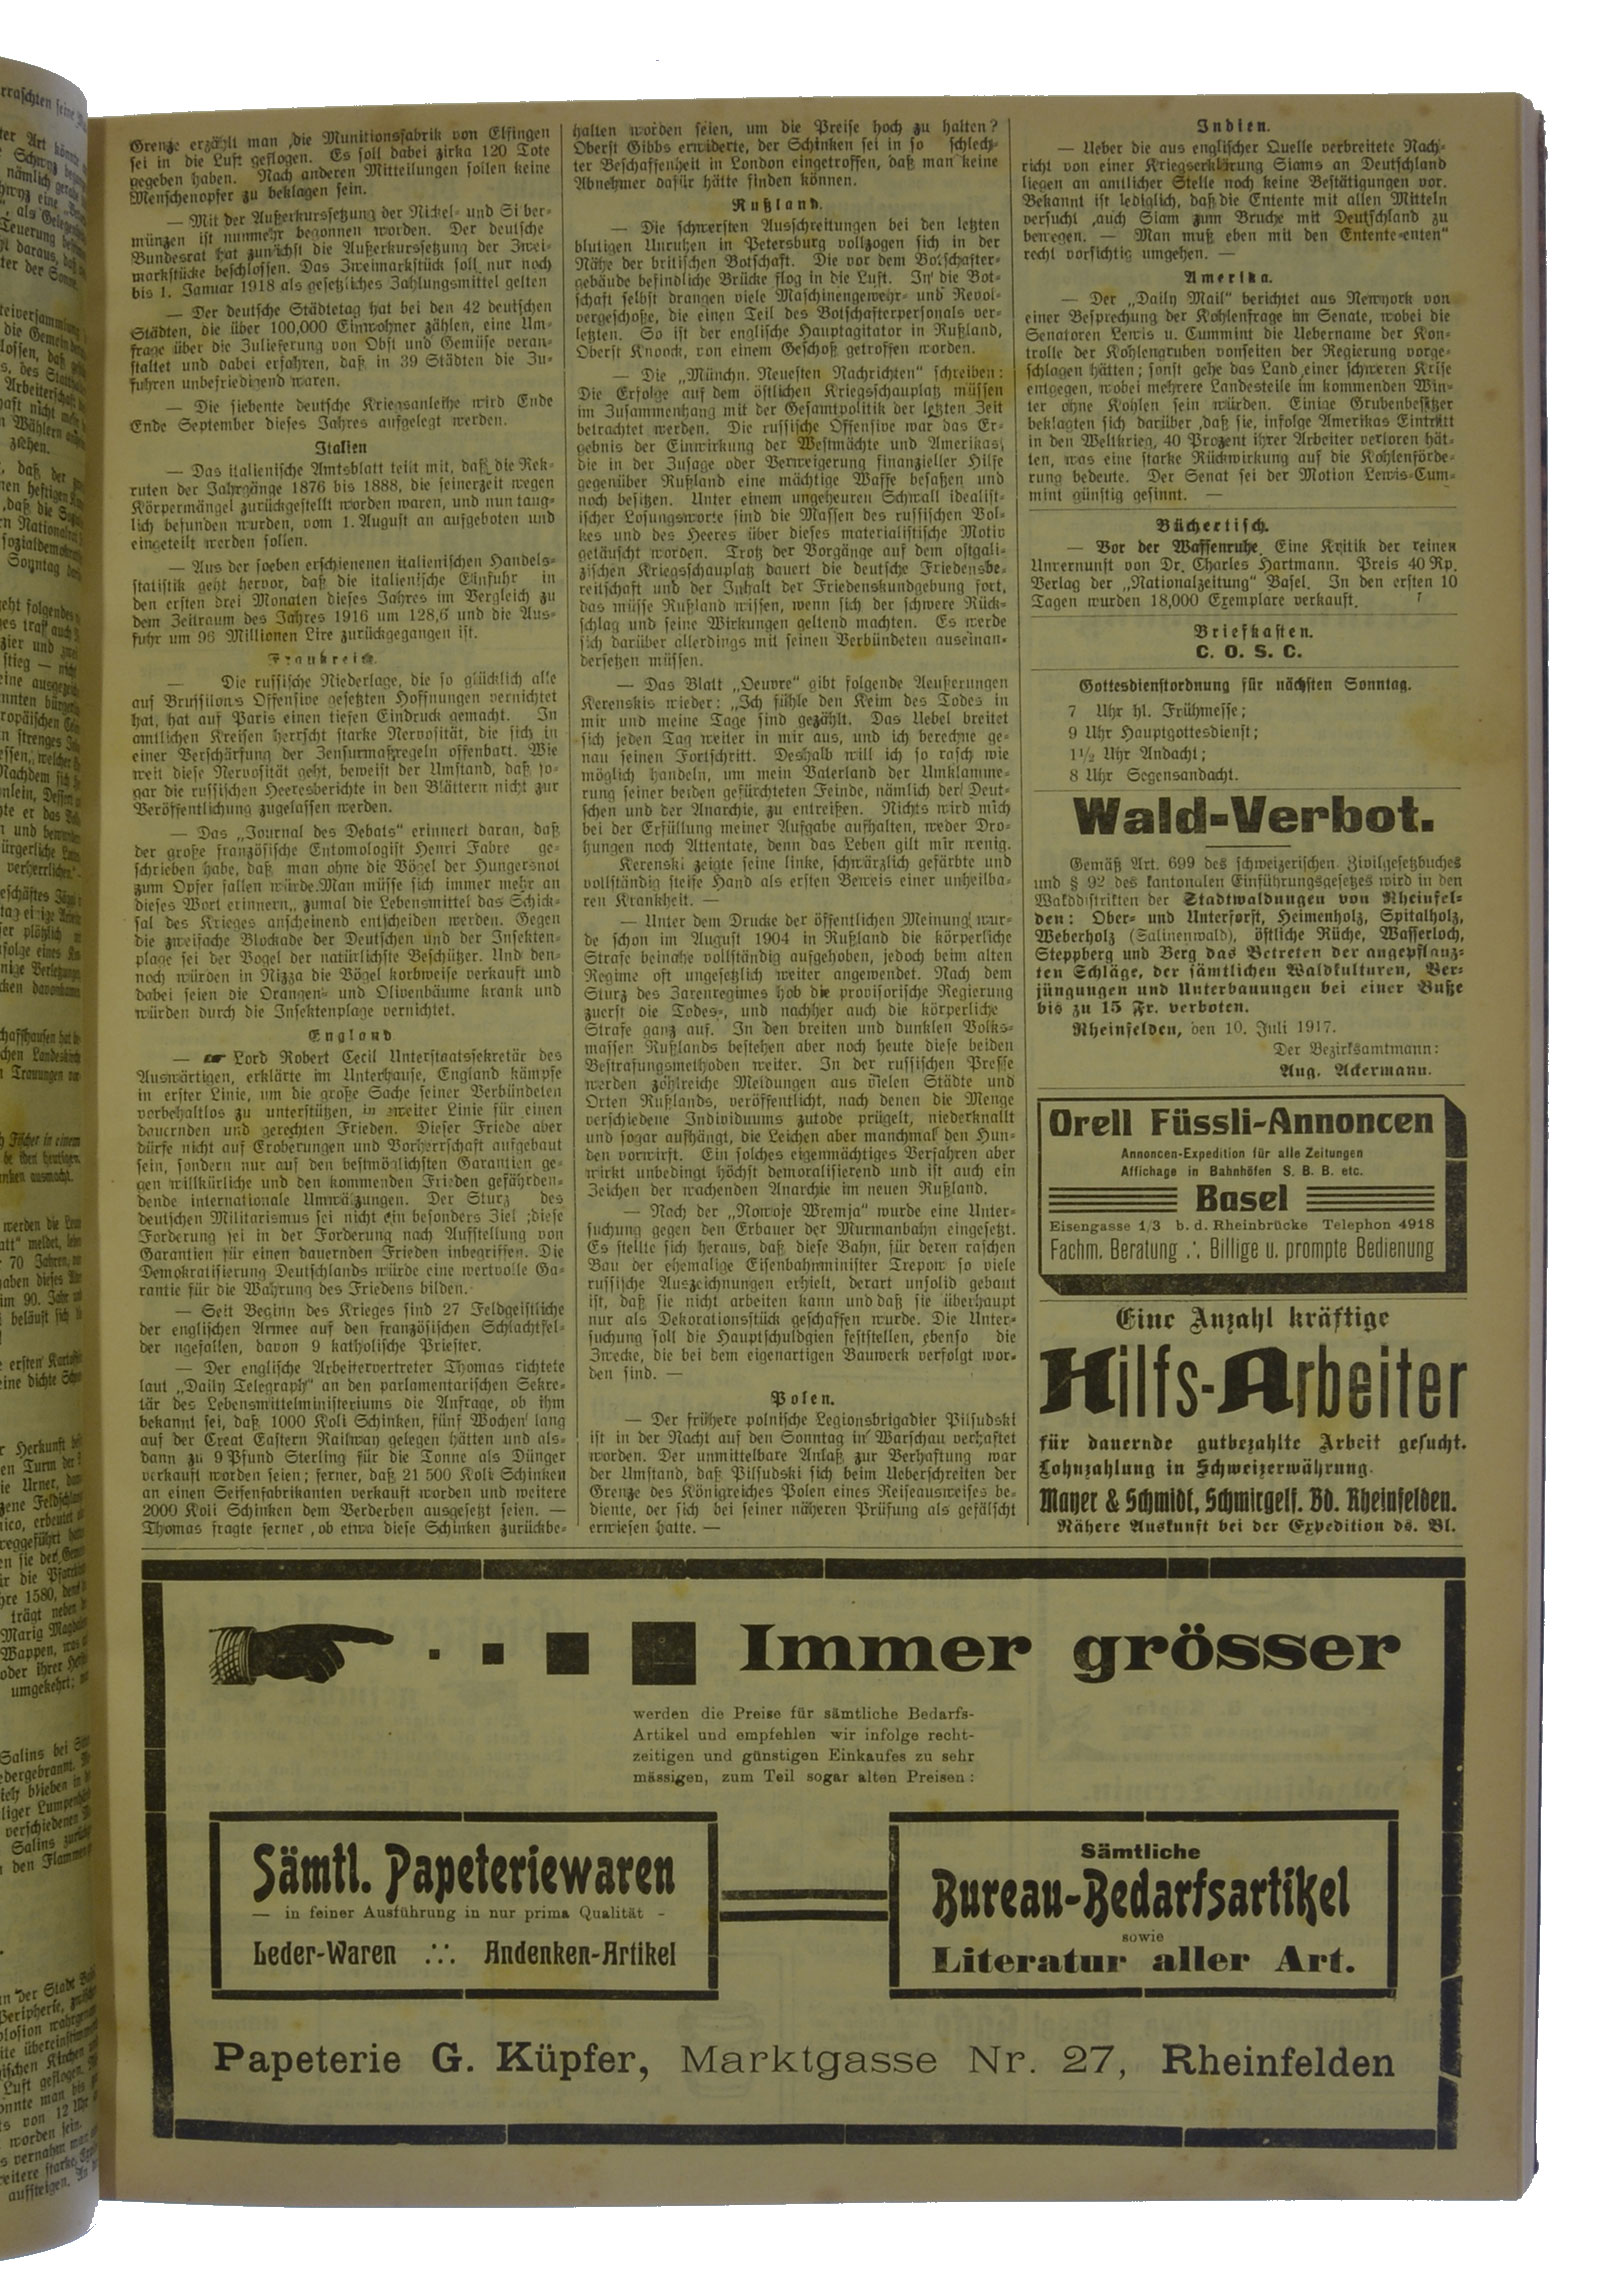 Grenze erzählt man ‚die Munitionsfabrik von Elfingen
sei in die Luft geflogen. Es soll dabei zirka 120 Tote
gegeben haben. Nach anderen Mitteilungen sollen keine
Menschenopfer zu beklagen sein.
— Mit der Außerkurssetzung der Nickel- und Si ber-
münzen ist nunmehr begonnen worden. Der deutsche
Bundesrat hat zunächst die Außerkurssetzung der Zwei-
markstücke beschlossen. Das Zweimarkstück soll nur noch
bis 1. Januar 1918 als gesetzliches Zahlungsmittel gelten
— Der deutsche Städtetag hat bei den 42 deutschen
Städten, die über 100,000 Einwohner zählen, eine Um-
frage über die Zulieferung von Obst und Gemüse veran-
staltet und dabei erfahren, daß in 39 Städten die Zu-
fuhren unbefriedigend waren.
— Die siebente deutsche Kriegsanleihe wird Ende
Ende September dieses Jahres aufgelegt werden.
Italien
— Das italienische Amtsblatt teilt mit, daß die Rek-
ruten der Jahrgänge 1876 bis 1888, die seinerzeit wegen
Körpermängel zurückgestellt worden waren, und nun taug-
lich befunden wurden, vom 1. August an aufgeboten und
eingeteilt werden sollen.
— Aus der soeben erschienenen italienischen Handels-
statistik geht hervor, daß die italienische Einfuhr in
den ersten drei Monaten dieses Jahres im Vergleich zu
dem Zeitraum des Jahres 1916 um 128,6 und die Aus-
fuhr um 96 Millionen Lire zurückgegangen ist.
Frankreich.
— Die russische Niederlage, die so glücklich alle
auf Brussilons Offensive gesetzten Hoffnungen vernichtet
hat, hat auf Paris einen tiefen Eindruck gemacht. In
amtlichen Kreisen herrscht starke Nervosität, die sich in
einer Verschärfung der Zensurmaßregeln offenbart. Wie
weit diese Nervosität geht, beweist der Umstand, daß so-
gar die russischen Heeresberichte in den Blättern nicht zur
Veröffentlichung zugelassen werden.
— Das „Journal des Debats“ erinnert daran, daß
der große französische Entomologist Henri Fabre ge-
schrieben habe, daß man ohne die Vögel der Hungersnot
zum Opfer fallen würde. Man müsse sich immer mehr an
dieses Wort erinnern, zumal die Lebensmittel das Schick-
sal des Krieges anscheinend entscheiden werden. Gegen
die zweifache Blockade der Deutschen und der Insekten-
plage sei der Vogel der natürlichste Beschützer. Und den-
noch würden in Nizza die Vögel korbweise verkauft und
dabei seien die Orangen- und Olivenbäume krank und
würden durch die Insektenplage vernichtet.
England
— ☛ Lord Robert Cecil Unterstaatssekretär des
Auswärtigen, erklärte im Unterhause, England kämpfe
in erster Linie, um die große Sache seiner Verbündeten
vorbehaltlos zu unterstützen, in zweiter Linie für einen
dauernden und gerechten Frieden. Dieser Friede aber
dürfe nicht auf Eroberungen und Vorherrschaft aufgebaut
sein, sondern nur auf den bestmöglichsten Garantien ge-
gen willkürliche und den kommenden Frieden gefährden-
dende internationale Umwälzungen. Der Sturz des
deutschen Militarismus sei nicht ein besonders Ziel ;diese
Forderung sei in der Forderung nach Aufstellung von
Garantien für einen dauernden Frieden inbegriffen. Die
Demokratisierung Deutschlands würde eine wertvolle Ga-
rantie für die Wahrung des Friedens bilden.
— Seit Beginn des Krieges sind 27 Feldgeistliche
der englischen Armee auf den französischen Schlachtfel-
der ngefallen, davon 9 katholische Priester.
— Der englische Arbeitervertreter Thomas richtete
laut „Daily Telegraph“ an den parlamentarischen Sekre-
tär des Lebensmittelministeriums die Anfrage, ob ihm
bekannt sei, daß 1000 Koli Schinken, fünf Wochen lang
auf der Creat Eastern Railway gelegen hätten und als-
dann zu 9 Pfund Sterling für die Tonne als Dünger
verkauft worden seien; ferner, daß 21 500 Koli Schinken
an einen Seifenfabrikanten verkauft worden und weitere
2000 Koli Schinken dem Verderben ausgesetzt seien. —
Thomas fragte ferner ‚ob etwa diese Schinken zurückbe-
halten worden seien, um die Preise hoch zu halten?
Oberst Gibbs erwiderte, der Schinken sei in so schlech-
ter Beschaffenheit in London eingetroffen, daß man keine
Abnehmer dafür hätte finden können.
Rußland.
— Die schwersten Ausschreitungen bei den letzten
blutigen Unruhen in Petersburg vollzogen sich in der
Nähe der britischen Botschaft. Die vor dem Botschafter-
gebäude befindliche Brücke flog in die Luft. In die Bot-
schaft selbst drangen viele Maschinengewehr- und Revol-
vergeschoße, die einen Teil des Botschafterpersonals ver-
letzten. So ist der englische Hauptagitator in Rußland,
Oberst Knoock, von einem Geschoß getroffen worden.
— Die „Münchn. Neuesten Nachrichten“ schreiben:
Die Erfolge auf dem östlichen Kriegsschauplatz müssen
im Zusammenhang mit der Gesamtpolitik der letzten Zeit
betrachtet werden. Die russische Offensive war das Er-
gebnis der Einwirkung der Westmächte und Amerikas,
die in der Zusage oder Verweigerung finanzieller Hilfe
gegenüber Rußland eine mächtige Waffe besaßen und
noch besitzen. Unter einem ungeheuren Schwall idealist-
ischer Losungsworte sind die Massen des russischen Vol-
kes und des Heeres über dieses materialistische Motiv
getäuscht worden. Trotz der Vorgänge auf dem ostgali-
zischen Kriegsschauplatz dauert die deutsche Friedensbe-
reitschaft und der Inhalt der Friedenskundgebung fort,
das müsse Rußland wissen, wenn sich der schwere Rück-
schlag und seine Wirkungen geltend machten. Es werde
sich darüber allerdings mit seinen Verbündeten auseinan-
dersetzen müssen.
— Das Blatt „Oeuvre“ gibt folgende Aeußerungen
Kerenskis wieder: „Ich fühle den Keim des Todes in
mir und meine Tage sind gezählt. Das Uebel breitet
sich jeden Tag weiter in mir aus, und ich berechne ge-
nau seinen Fortschritt. Deshalb will ich so rasch wie
möglich handeln, um mein Vaterland der Umklamme-
rung seiner beiden gefürchteten Feinde, nämlich der Deut-
schen und der Anarchie, zu entreißen. Nichts wird mich
bei der Erfüllung meiner Aufgabe aufhalten, weder Dro-
hungen noch Attentate, denn das Leben gilt mir wenig.
Kerenski zeigte seine linke, schwärzlich gefärbte und
vollständig steife Hand als ersten Beweis einer unheilba-
ren Krankheit. —
— Unter dem Drucke der öffentlichen Meinung wur-
de schon im August 1904 in Rußland die körperliche
Strafe beinahe vollständig aufgehoben, jedoch beim alten
Regime oft ungesetzlich weiter angewendet. Nach dem
Sturz des Zarenregimes hob die provisorische Regierung
zuerst die Todes-, und nachher auch die körperliche
Strafe ganz auf. In den breiten und dunklen Volks-
massen Rußlands bestehen aber noch heute diese beiden
Bestrafungsmethoden weiter. In der russischen Presse
werden zahlreiche Meldungen aus vielen Städte und
Orten Rußlands, veröffentlicht, nach denen die Menge
verschiedene Individuums zutode prügelt, niederknallt
und sogar aufhängt, die Leichen aber manchmal den Hun-
den vorwirft. Ein solches eigenmächtiges Verfahren aber
wirkt unbedingt höchst demoralisierend und ist auch ein
Zeichen der wachenden Anarchie im neuen Rußland.
— Nach der „Nowoje Wremja“ wurde eine Unter-
suchung gegen den Erbauer der Murmanbahn eingesetzt.
Es stellte sich heraus, daß diese Bahn, für deren raschen
Bau der ehemalige Eisenbahnminister Trepow so viele
russische Auszeichnungen erhielt, derart unsolid gebaut
ist, daß sie nicht arbeiten kann und daß sie überhaupt
nur als Dekorationsstück geschaffen wurde. Die Unter-
suchung soll die Hauptschuldgien feststellen, ebenso die
Zwecke, die bei dem eigenartigen Bauwerk verfolgt wor-
den sind. —
Polen.
— Der frühere polnische Legionsbrigadier Pilsudski
ist in der Nacht auf den Sonntag in Warschau verhaftet
worden. Der unmittelbare Anlaß zur Verhaftung war
der Umstand, daß Pilsudski sich beim Ueberschreiten der
Grenze des Königreiches Polen eines Reiseausweises be-
diente, der sich bei seiner näheren Prüfung als gefälscht
erwiesen hatte. —
Indien.
— Ueber die aus englischer Quelle verbreitete Nach-
richt von einer Kriegserklärung Siams an Deutschland
liegen an amtlicher Stelle noch keine Bestätigungen vor.
Bekannt ist lediglich, daß die Entente mit allen Mitteln
versucht ‚auch Siam zum Bruche mit Deutschland zu
bewegen. — Man muß eben mit den Entente-enten“
recht vorsichtig umgehen. —
Amerika.
— Der „Daily Mail“ berichtet aus Newyork von
einer Besprechung der Kohlenfrage im Senate, wobei die
Senatoren Lewis u. Cummint die Uebername der Kon-
trolle der Kohlengruben vonseiten der Regierung vorge-
schlagen hätten; sonst gehe das Land einer schweren Krise
entgegen, wobei mehrere Landesteile im kommenden Win-
ter ohne Kohlen sein würden. Einige Grubenbesitzer
beklagten sich darüber ‚daß sie, infolge Amerikas Eintritt
in den Weltkrieg, 40 Prozent ihrer Arbeiter verloren hät-
ten, was eine starke Rückwirkung auf die Kohlenförde-
rung bedeute. Der Senat sei der Motion Lewis-Cum-
mint günstig gesinnt. —
Büchertisch.
— Vor der Waffenruhe. Eine Kritik der reinen
Unvernunft von Dr. Charles Hartmann. Preis 40 Rp.
Verlag der „Nationalzeitung“ Basel. In den ersten 10
Tagen wurden 18,000 Exemplare verkauft.
Briefkasten.
C. O. S. C.
Gottesdienstordnung für nächsten Sonntag.
7 Uhr hl. Frühmesse;
9 Uhr Hauptgottesdienst;
1½ Uhr Andacht;
8 Uhr Segensandacht.
Wald-Verbot.
Gemäß Art. 699 des schweizerischen Zivilgesetzbuches
und § 92 des kantonalen Einführungsgesetzes wird in den
Walddistrikten der Stadtwaldungen von Rheinfel-
den: Ober- und Unterforst, Heimenholz, Spitalholz,
Weberholz (Salinenwald), östliche Rüche, Wasserloch,
Steppberg und Berg das Betreten der angepflanz-
ten Schläge, der sämtlichen Waldkulturen, Ver-
jüngungen und Unterbauungen bei einer Buße
bis zu 15 Fr. verboten.
Rheinfelden, den 10. Juli 1917.
Der Bezirksamtmann:
Aug. Ackermann.
Orell Füssli-Annoncen
Annoncen-Expedition für alle Zeitungen
Affichage in Bahnhöfen S. B. B. etc.
Basel
Eisengasse 1/3 b. d. Rheinbrücke Telephon 4918
Fachm. Beratung ∴ Billige u. prompte Bedienung
Eine Anzahl kräftige
Hilfs-Arbeiter
für dauernde gutbezahlte Arbeit gesucht.
Lohnzahlung in Schweizerwährung.
Mayer & Schmidt, Schmirgelf. Bd. Rheinfelden.
Nähere Auskunft bei der Expedition ds. Bl.
Immer grösser
werden die Preise für sämtliche Bedarfs-
Artikel und empfehlen wir infolge recht-
zeitigen und günstigen Einkaufes zu sehr
mässigen, zum Teil sogar alten Preisen:
Sämtl. Papeteriewaren
— in feiner Ausführung in nur prima Qualität -
Leder-Waren ∴ Andenken-Artikel
Sämtliche
Bureau-Bedarfsartikel
sowie
Literatur aller Art.
Papeterie G. Küpfer, Marktgasse Nr. 27, Rheinfelden